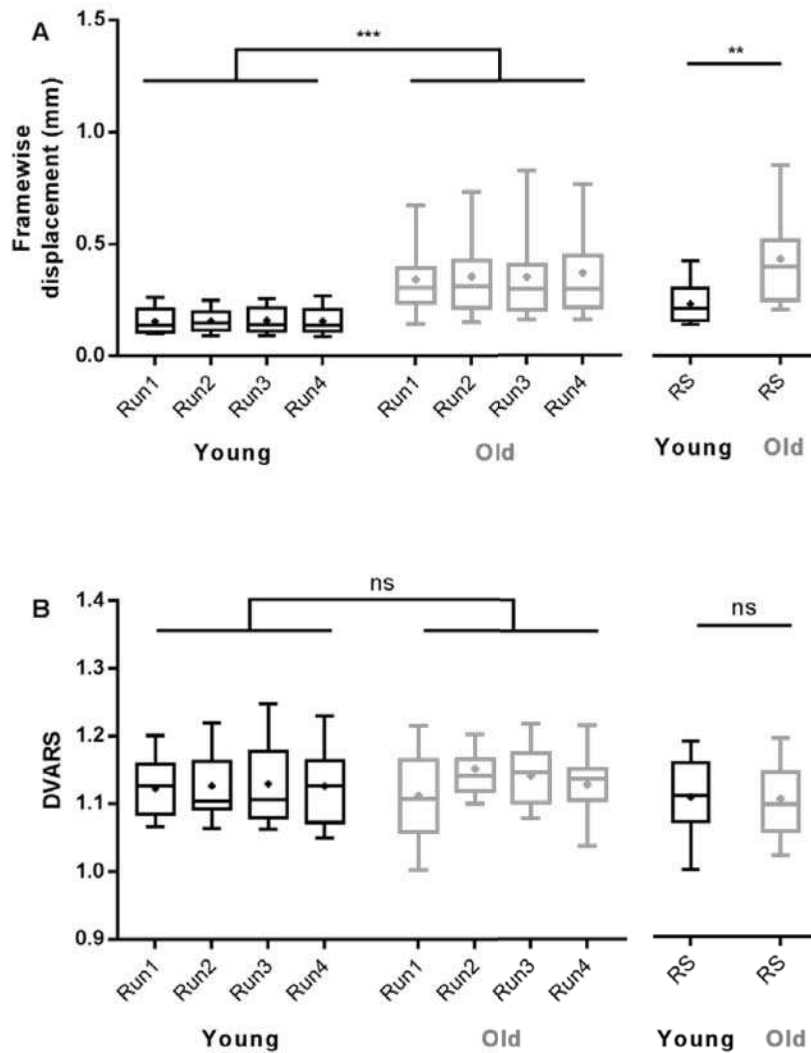 A
Framewise
displacement (mm)
1.5
1.0
0.5
0.0
***
**
Run1 Run2 Run3 Run4 Run1 Run2 Run3 Run4 RS RS
Young Old Young Old
B
DVARS
1.4
1.3
1.2
1.1
1.0
0.9
ns
ns
Run1 Run2 Run3 Run4 Run1 Run2 Run3 Run4 RS RS
Young Old Young Old